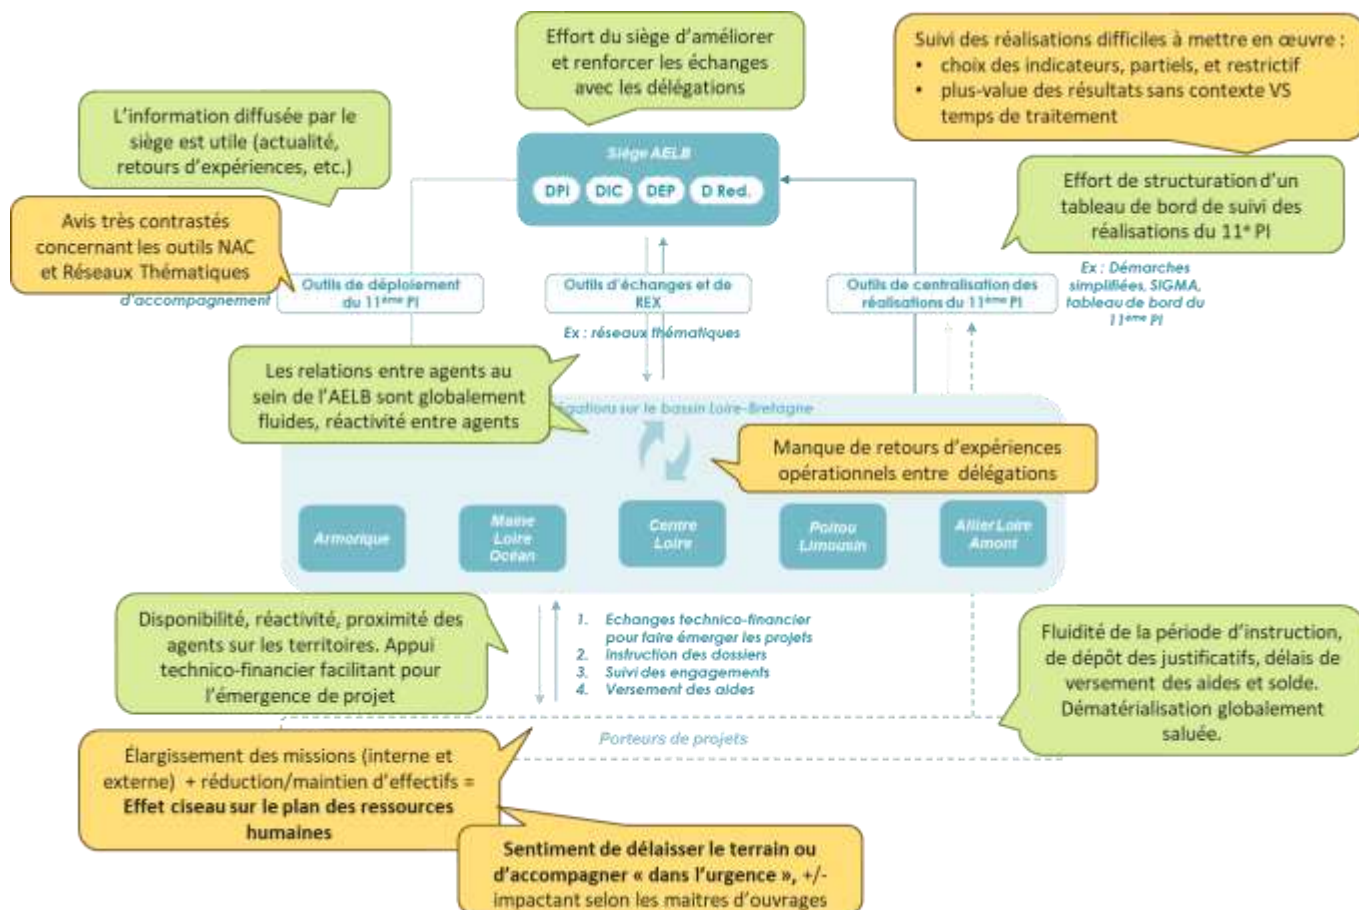 Effort du siège d'améliorer
et renforcer les échanges
avec les délégations
Suivi des réalisations difficiles à mettre en œuvre :
• choix des indicateurs, partiels, et restrictif
• plus-value des résultats sans contexte VS
temps de traitement
L'information diffusée par le
siège est utile (actualité,
retours d'expériences, etc.)
Siège AELB
DPI
DIC
DEP
D Red.
Effort de structuration d'un
tableau de bord de suivi des
réalisations du 11e PI
Avis très contrastés
concernant les outils NAC
et Réseaux Thématiques
d'accompagnement
Outils de déploiement
du 11ème PI
Outils d'échanges et de
REX
Ex : réseaux thématiques
Outils de centralisation des
réalisations du 11ème PI
Ex : Démarches
simplifiées, SIGMA,
tableau de bord du
11ème PI
Les relations entre agents au
sein de l'AELB sont globalement
fluides, réactivité entre agents
sur le bassin Loire-Bretagne
Manque de retours d'expériences
opérationnels entre délégations
Armorique
Maine
Loire
Océan
Centre
Loire
Poitou
Limousin
Allier Loire
Amont
Disponibilité, réactivité, proximité des
agents sur les territoires. Appui
technico-financier facilitant pour
l'émergence de projet
1. Echanges technico-financier
pour faire émerger les projets
2. Instruction des dossiers
3. Suivi des engagements
4. Versement des aides
Fluidité de la période d'instruction,
de dépôt des justificatifs, délais de
versement des aides et solde.
Dématérialisation globalement
saluée.
Porteurs de projets
Élargissement des missions (interne et
externe) + réduction/maintien d'effectifs =
Effet ciseau sur le plan des ressources
humaines
Sentiment de délaisser le terrain ou
d'accompagner « dans l'urgence », +/-
impactant selon les maitres d'ouvrages